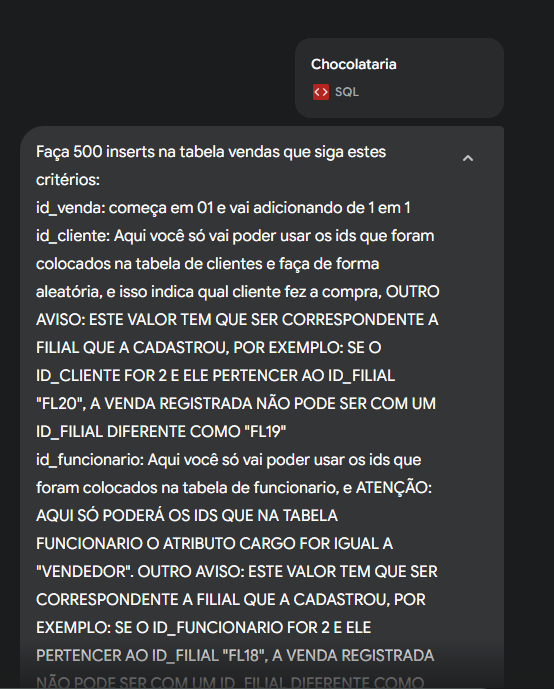 Chocolataria
SQL
Faça 500 inserts na tabela vendas que siga estes
critérios:
id_venda: começa em 01 e vai adicionando de 1 em 1
id_cliente: Aqui você só vai poder usar os ids que foram
colocados na tabela de clientes e faça de forma
aleatória, e isso indica qual cliente fez a compra, OUTRO
AVISO: ESTE VALOR TEM QUE SER CORRESPONDENTE A
FILIAL QUE A CADASTROU, POR EXEMPLO: SE O
ID_CLIENTE FOR 2 E ELE PERTENCER AO ID_FILIAL
"FL20", A VENDA REGISTRADA NÃO PODE SER COM UM
ID_FILIAL DIFERENTE COMO "FL19"
id_funcionario: Aqui você só vai poder usar os ids que
foram colocados na tabela de funcionario, e ATENÇÃO:
AQUI SÓ PODERÁ OS IDS QUE NA TABELA
FUNCIONARIO O ATRIBUTO CARGO FOR IGUAL A
"VENDEDOR". OUTRO AVISO: ESTE VALOR TEM QUE SER
CORRESPONDENTE A FILIAL QUE A CADASTROU, POR
EXEMPLO: SE O ID_FUNCIONARIO FOR 2 E ELE
PERTENCER AO ID_FILIAL "FL18", A VENDA REGISTRADA
NÃO PODE SER COM UM ID_FILIAL DIFERENTE COMO